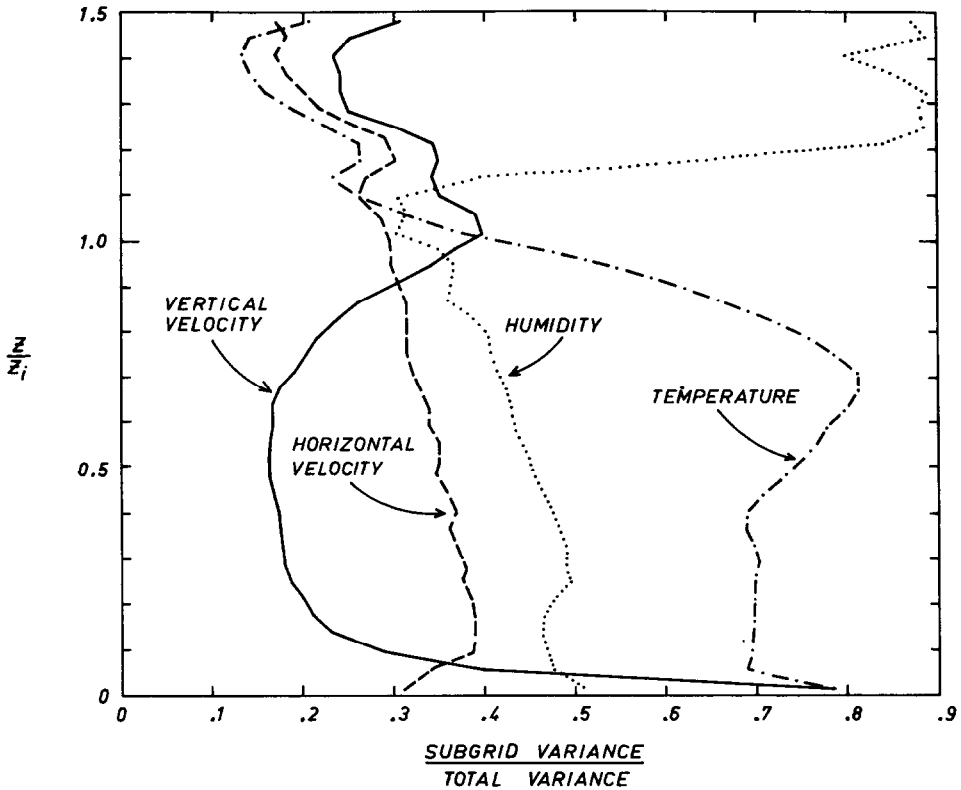 1.5
1.0
0.5
0
z
z i
VERTICAL
VELOCITY
HUMIDITY
TEMPERATURE
HORIZONTAL
VELOCITY
0 .1 .2 .3 .4 .5 .6 .7 .8 .9
SUBGRID VARIANCE
TOTAL VARIANCE